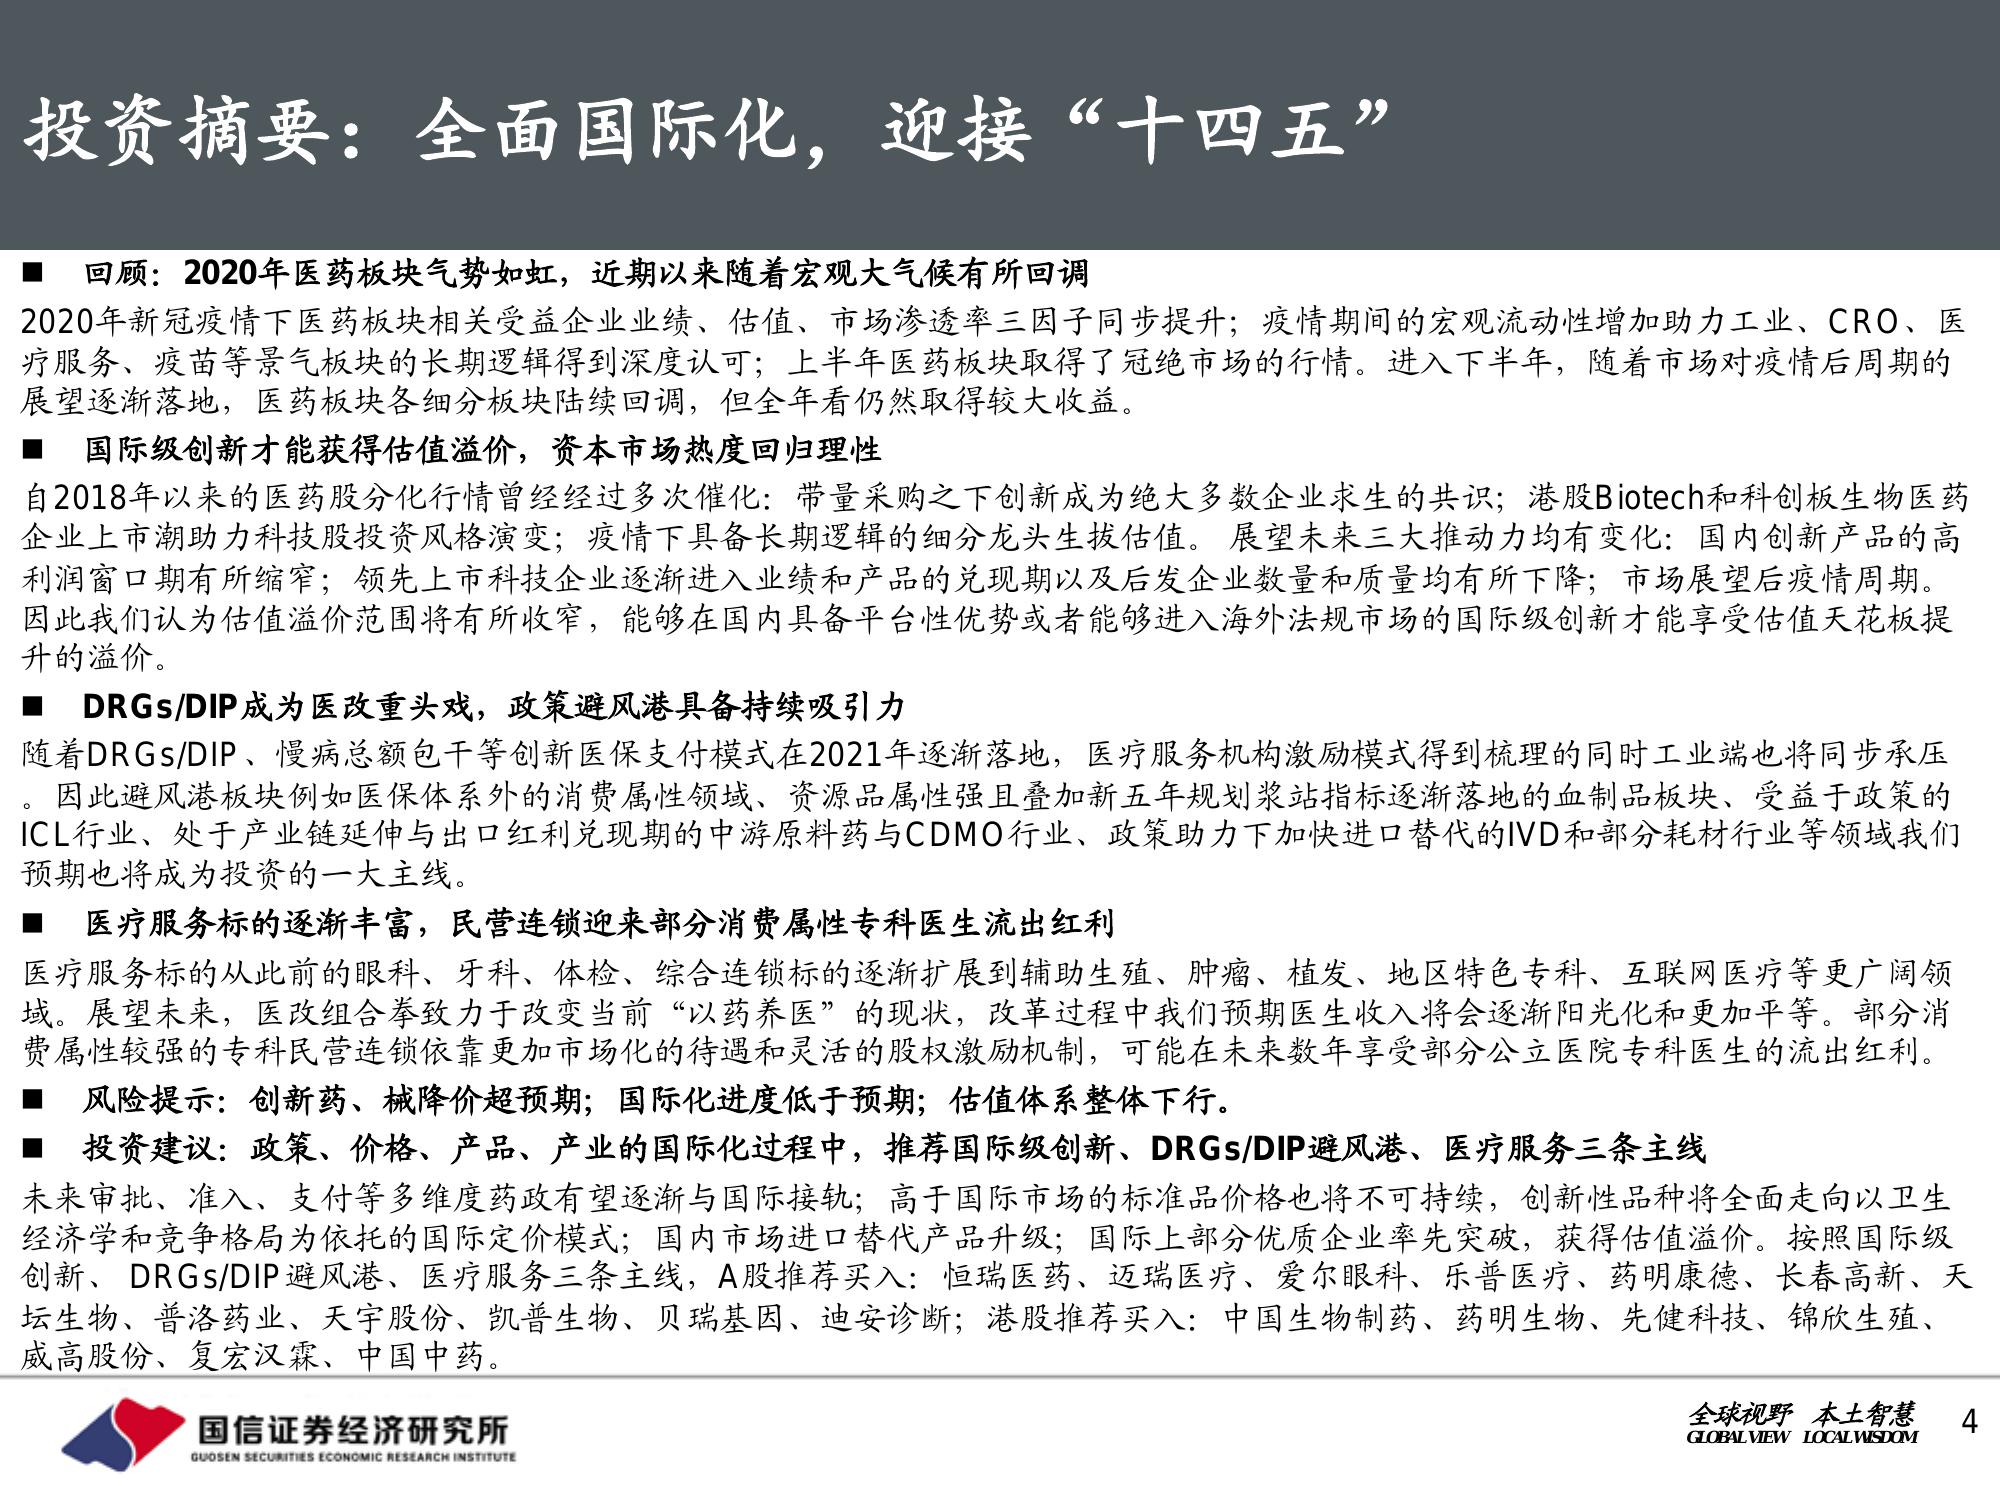 投资摘要：全面国际化，迎接“十四五”
■ 回顾：2020年医药板块气势如虹，近期以来随着宏观大气候有所回调
2020年新冠疫情下医药板块相关受益企业业绩、估值、市场渗透率三因子同步提升；疫情期间的宏观流动性增加助力工业、CRO、医
疗服务、疫苗等景气板块的长期逻辑得到深度认可；上半年医药板块取得了冠绝市场的行情。进入下半年，随着市场对疫情后周期的
展望逐渐落地，医药板块各细分板块陆续回调，但全年看仍然取得较大收益。
■ 国际级创新才能获得估值溢价，资本市场热度回归理性
自2018年以来的医药股分化行情曾经经过多次催化：带量采购之下创新成为绝大多数企业求生的共识；港股Biotech和科创板生物医药
企业上市潮助力科技股投资风格演变；疫情下具备长期逻辑的细分龙头生拔估值。 展望未来三大推动力均有变化：国内创新产品的高
利润窗口期有所缩窄；领先上市科技企业逐渐进入业绩和产品的兑现期以及后发企业数量和质量均有所下降；市场展望后疫情周期。
因此我们认为估值溢价范围将有所收窄，能够在国内具备平台性优势或者能够进入海外法规市场的国际级创新才能享受估值天花板提
升的溢价。
■ DRGs/DIP成为医改重头戏，政策避风港具备持续吸引力
随着DRGs/DIP、慢病总额包干等创新医保支付模式在2021年逐渐落地，医疗服务机构激励模式得到梳理的同时工业端也将同步承压
。因此避风港板块例如医保体系外的消费属性领域、资源品属性强且叠加新五年规划浆站指标逐渐落地的血制品板块、受益于政策的
ICL行业、处于产业链延伸与出口红利兑现期的中游原料药与CDMO行业、政策助力下加快进口替代的IVD和部分耗材行业等领域我们
预期也将成为投资的一大主线。
■ 医疗服务标的逐渐丰富，民营连锁迎来部分消费属性专科医生流出红利
医疗服务标的从此前的眼科、牙科、体检、综合连锁标的逐渐扩展到辅助生殖、肿瘤、植发、地区特色专科、互联网医疗等更广阔领
域。展望未来，医改组合拳致力于改变当前“以药养医”的现状，改革过程中我们预期医生收入将会逐渐阳光化和更加平等。部分消
费属性较强的专科民营连锁依靠更加市场化的待遇和灵活的股权激励机制，可能在未来数年享受部分公立医院专科医生的流出红利。
■ 风险提示：创新药、械降价超预期；国际化进度低于预期；估值体系整体下行。
■ 投资建议：政策、价格、产品、产业的国际化过程中，推荐国际级创新、DRGs/DIP避风港、医疗服务三条主线
未来审批、准入、支付等多维度药政有望逐渐与国际接轨；高于国际市场的标准品价格也将不可持续，创新性品种将全面走向以卫生
经济学和竞争格局为依托的国际定价模式；国内市场进口替代产品升级；国际上部分优质企业率先突破，获得估值溢价。按照国际级
创新、DRGs/DIP避风港、医疗服务三条主线，A股推荐买入：恒瑞医药、迈瑞医疗、爱尔眼科、乐普医疗、药明康德、长春高新、天
坛生物、普洛药业、天宇股份、凯普生物、贝瑞基因、迪安诊断；港股推荐买入：中国生物制药、药明生物、先健科技、锦欣生殖、
威高股份、复宏汉霖、中国中药。
国信证券经济研究所
GUOSEN SECURITIES ECONOMIC RESEARCH INSTITUTE
全球视野 本土智慧
GLOBAL VIEW LOCAL WISDOM
4